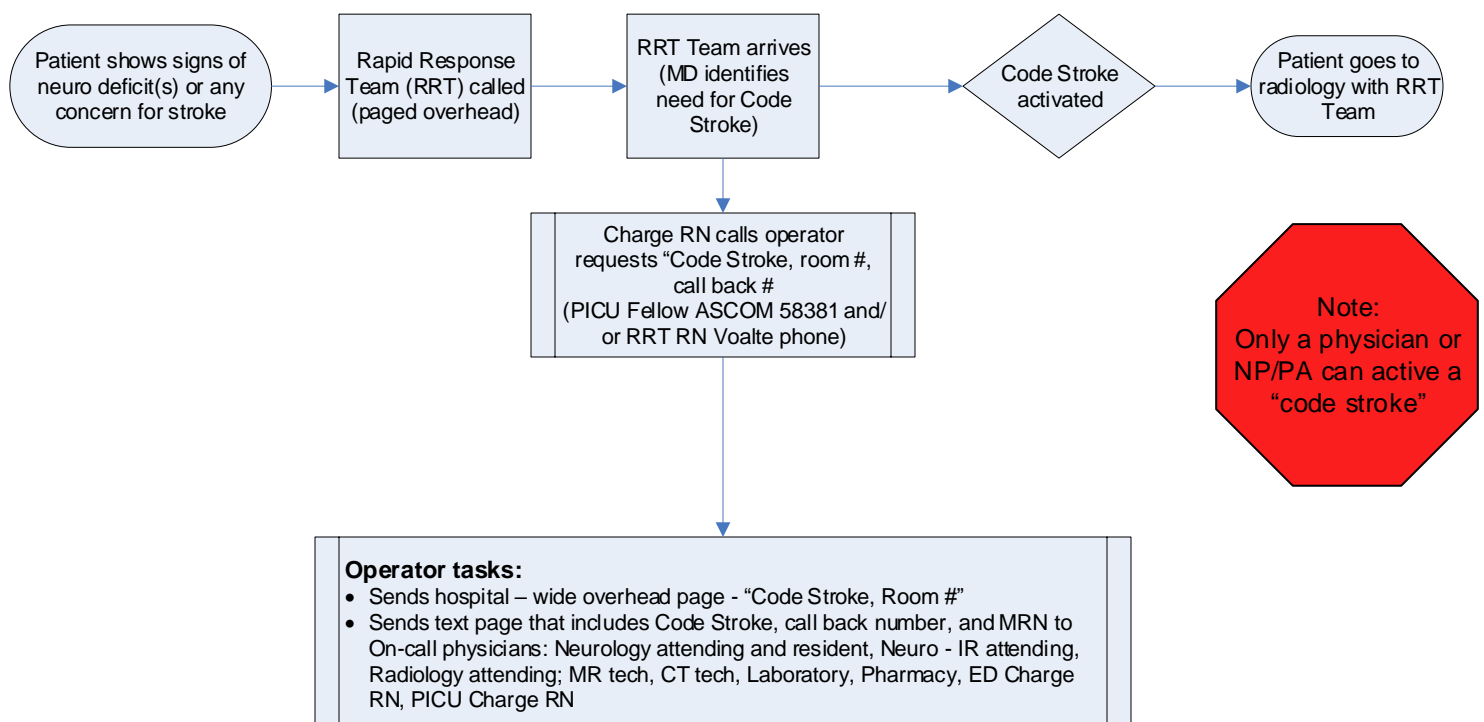 Patient shows signs of
neuro deficit(s) or any
concern for stroke
Rapid Response
Team (RRT) called
(paged overhead)
RRT Team arrives
(MD identifies
need for Code
Stroke)
Code Stroke
activated
Patient goes to
radiology with RRT
Team
Charge RN calls operator
requests “Code Stroke, room #,
call back #
(PICU Fellow ASCOM 58381 and/
or RRT RN Voalte phone)
Note:
Only a physician or
NP/PA can active a
“code stroke”
Operator tasks:
• Sends hospital – wide overhead page - “Code Stroke, Room #”
• Sends text page that includes Code Stroke, call back number, and MRN to
On-call physicians: Neurology attending and resident, Neuro - IR attending,
Radiology attending; MR tech, CT tech, Laboratory, Pharmacy, ED Charge
RN, PICU Charge RN